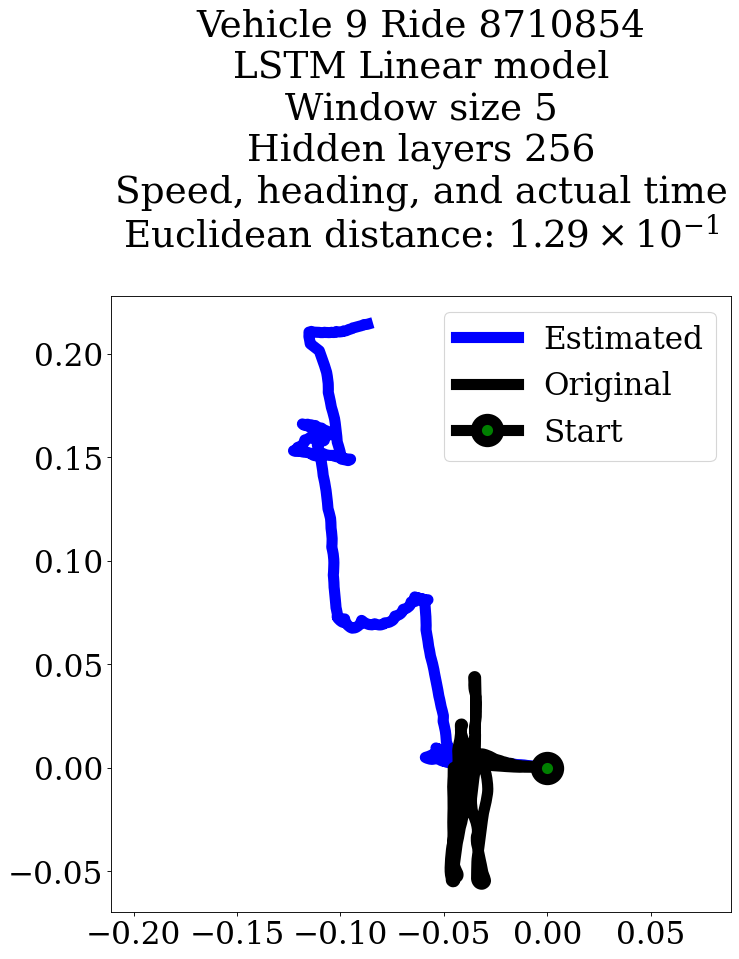 Vehicle 9 Ride 8710854
LSTM Linear model
Window size 5
Hidden layers 256
Speed, heading, and actual time
Euclidean distance: 1.29 × 10⁻¹
Estimated
Original
Start
0.20
0.15
0.10
0.05
0.00
−0.05
−0.20 −0.15 −0.10 −0.05 0.00 0.05